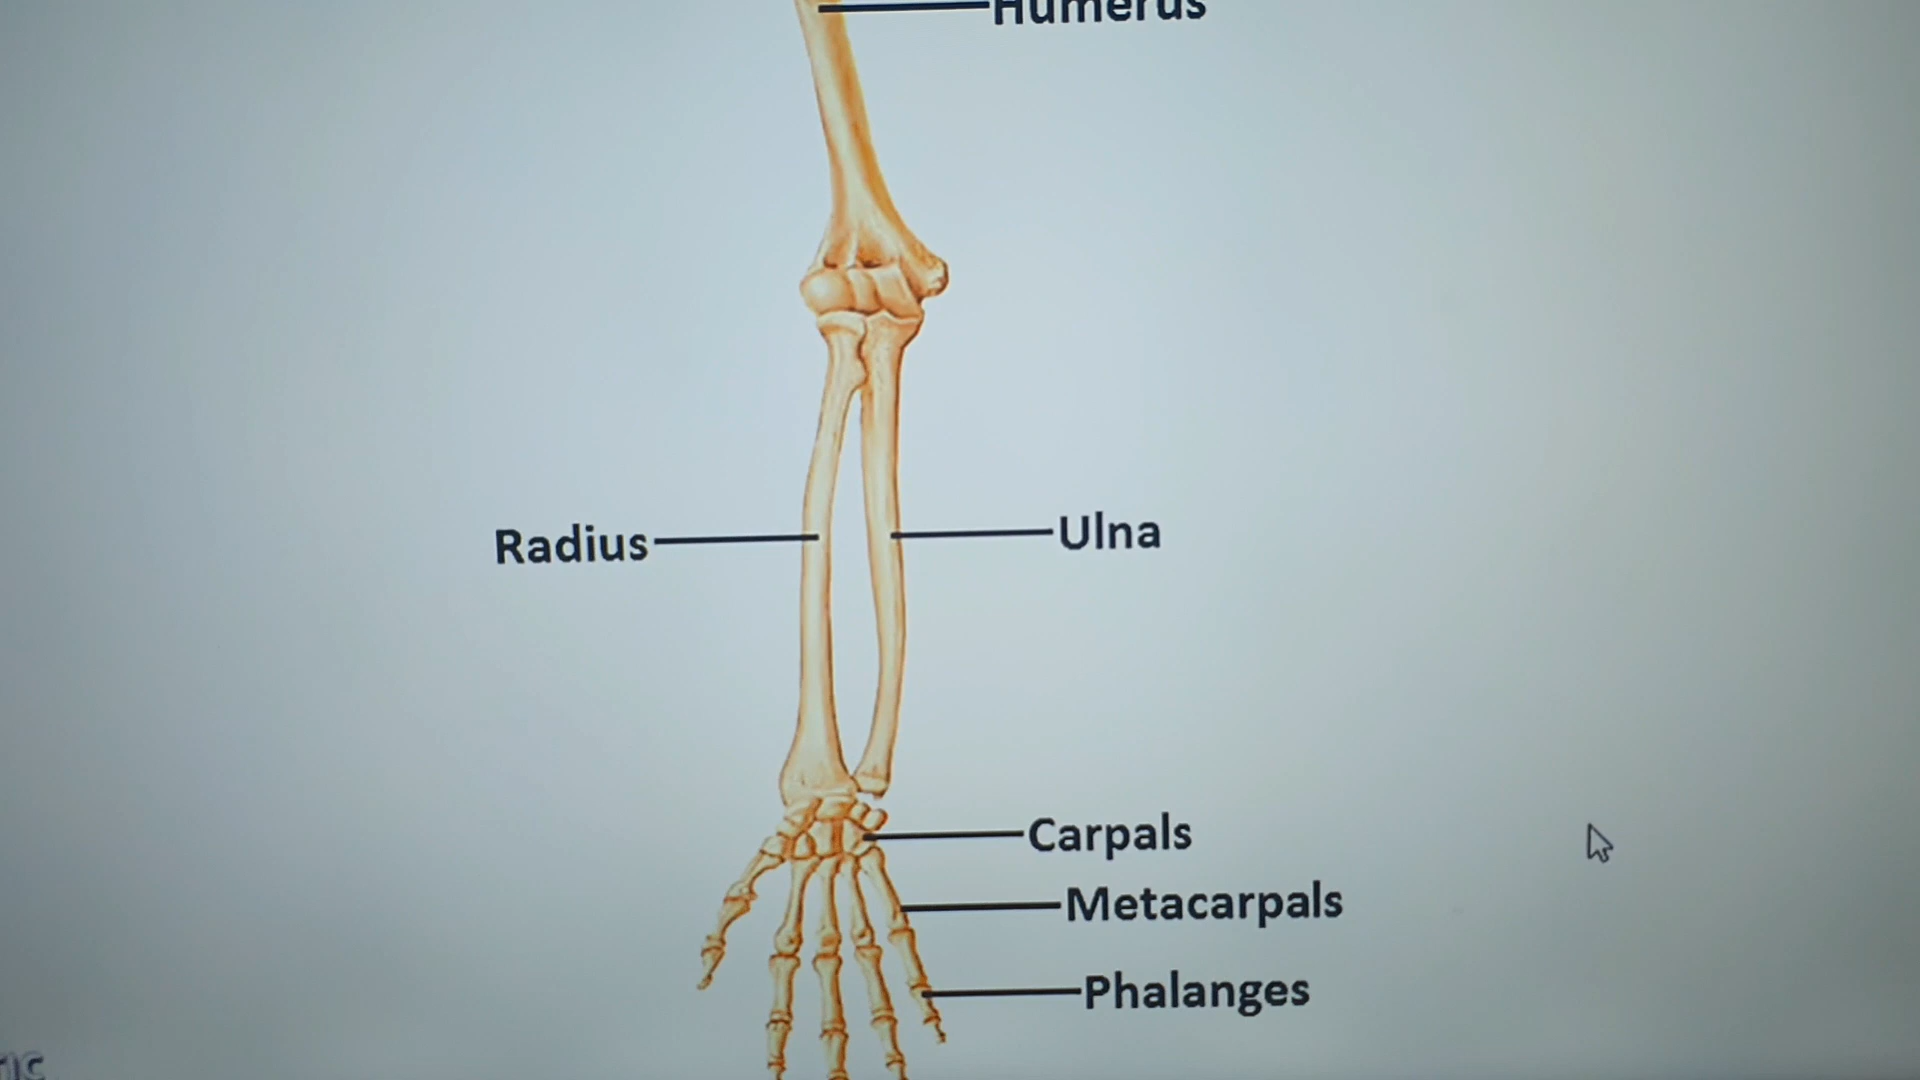 Humerus
Radius
Ulna
Carpals
Metacarpals
Phalanges